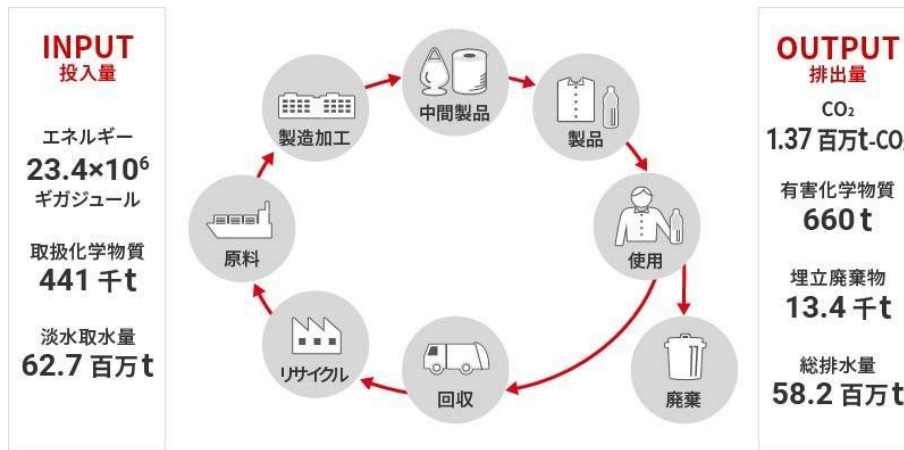 INPUT
投入量
エネルギー
23.4×10⁶
ギガジュール
取扱化学物質
441 千t
淡水取水量
62.7 百万t
中間製品
製造加工
製品
原料
使用
リサイクル
回収
廃棄
OUTPUT
排出量
CO₂
1.37 百万t-CO₂
有害化学物質
660 t
埋立廃棄物
13.4 千t
総排水量
58.2 百万t